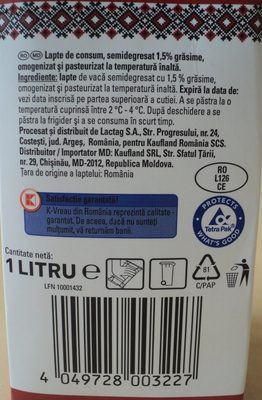 RO MD Lapte de consum, semidegresat 1,5% grăsime,
omogenizat și pasteurizat la temperatură înaltă.
Ingrediente: lapte de vacă semidegresat cu 1,5 % grăsime,
omogenizat și pasteurizat la temperatură înaltă. Expiră la data de:
vezi data inscrisă pe partea superioară a cutiei. A se păstra la o
temperatură cuprinsă între 2 °C - 4 °C. După deschidere a se
păstra la frigider și a se consuma în scurt timp.
Procesat și distribuit de Lactag S.A., Str. Progresului, nr. 24,
Costești, jud. Argeș, România, pentru Kaufland România SCS.
Distribuitor / Importator MD: Kaufland SRL, Str. Sfatul Țării,
nr. 29, Chișinău, MD-2012, Republica Moldova.
Țara de origine a laptelui: România.
RO
L126
CE
Satisfacție garantată!
K-Vreau din România reprezintă calitate
garantată. De aceea, dacă nu sunteți
mulțumit, vă returnăm banii.
PROTECTS
Tetra Pak
WHAT'S GOOD
Cantitate netă:
1 LITRU e
LFN 10001432
81
C/PAP
FSC
4 049728 003227